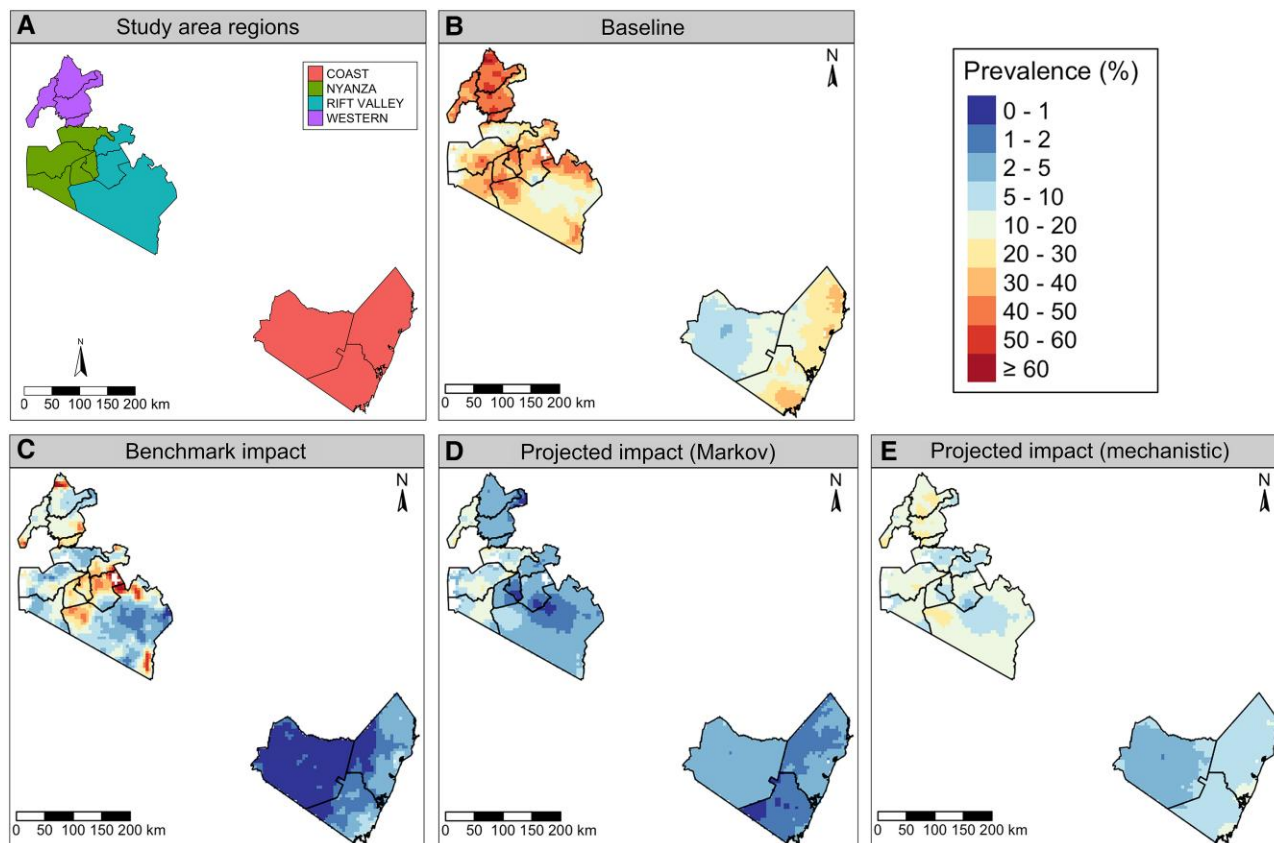 A Study area regions
COAST
NYANZA
RIFT VALLEY
WESTERN
N
0 50 100 150 200 km
B Baseline
N
0 50 100 150 200 km
Prevalence (%)
0 - 1
1 - 2
2 - 5
5 - 10
10 - 20
20 - 30
30 - 40
40 - 50
50 - 60
≥ 60
C Benchmark impact
N
0 50 100 150 200 km
D Projected impact (Markov)
N
0 50 100 150 200 km
E Projected impact (mechanistic)
N
0 50 100 150 200 km